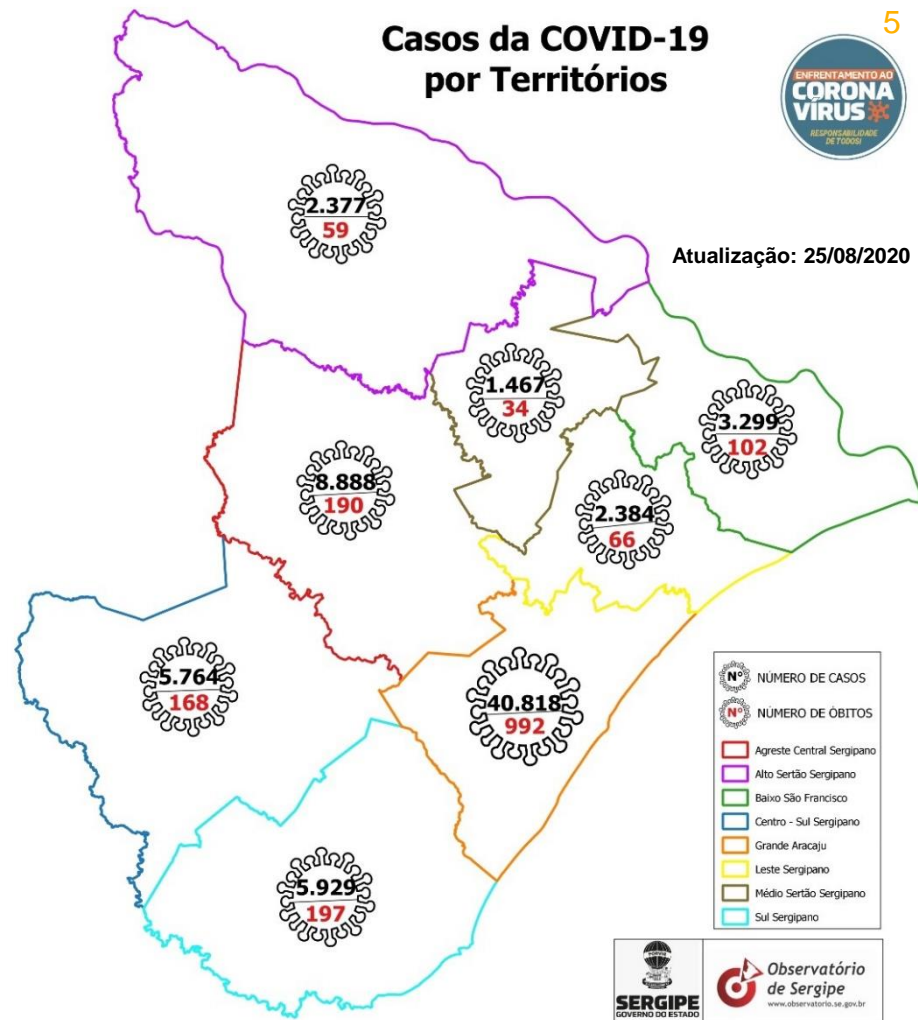 5
Casos da COVID-19
por Territórios
ENFRENTAMENTO AO
CORONA
VÍRUS
RESPONSABILIDADE
DE TODOS!
Atualização: 25/08/2020
2.377
59
1.467
34
3.299
102
8.888
190
2.384
66
5.764
168
40.818
992
5.929
197
Nº NÚMERO DE CASOS
Nº NÚMERO DE ÓBITOS
Agreste Central Sergipano
Alto Sertão Sergipano
Baixo São Francisco
Centro - Sul Sergipano
Grande Aracaju
Leste Sergipano
Médio Sertão Sergipano
Sul Sergipano
SERGIPE
GOVERNO DO ESTADO
Observatório
de Sergipe
www.observatorio.se.gov.br